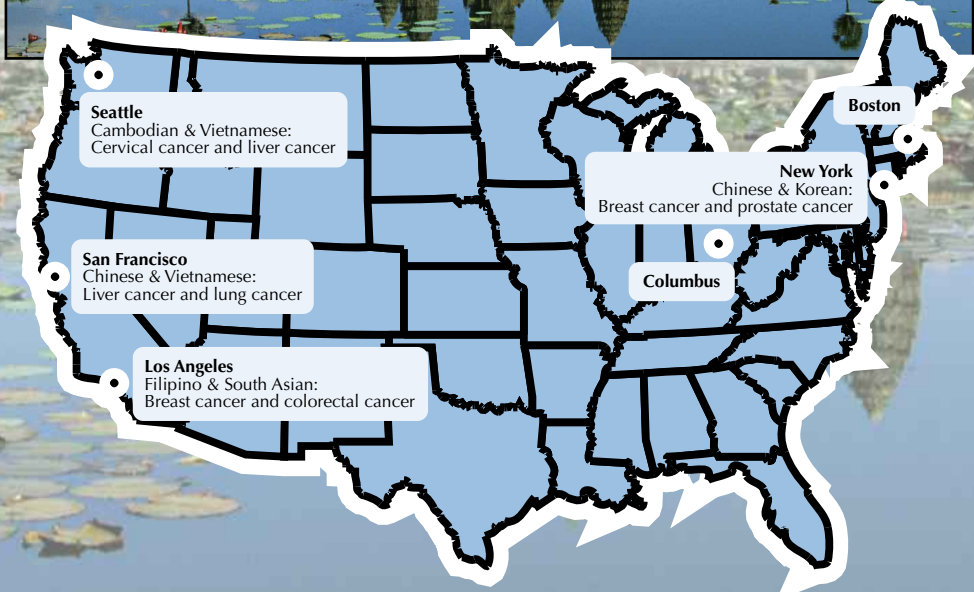 Seattle
Cambodian & Vietnamese:
Cervical cancer and liver cancer
Boston
New York
Chinese & Korean:
Breast cancer and prostate cancer
San Francisco
Chinese & Vietnamese:
Liver cancer and lung cancer
Columbus
Los Angeles
Filipino & South Asian:
Breast cancer and colorectal cancer